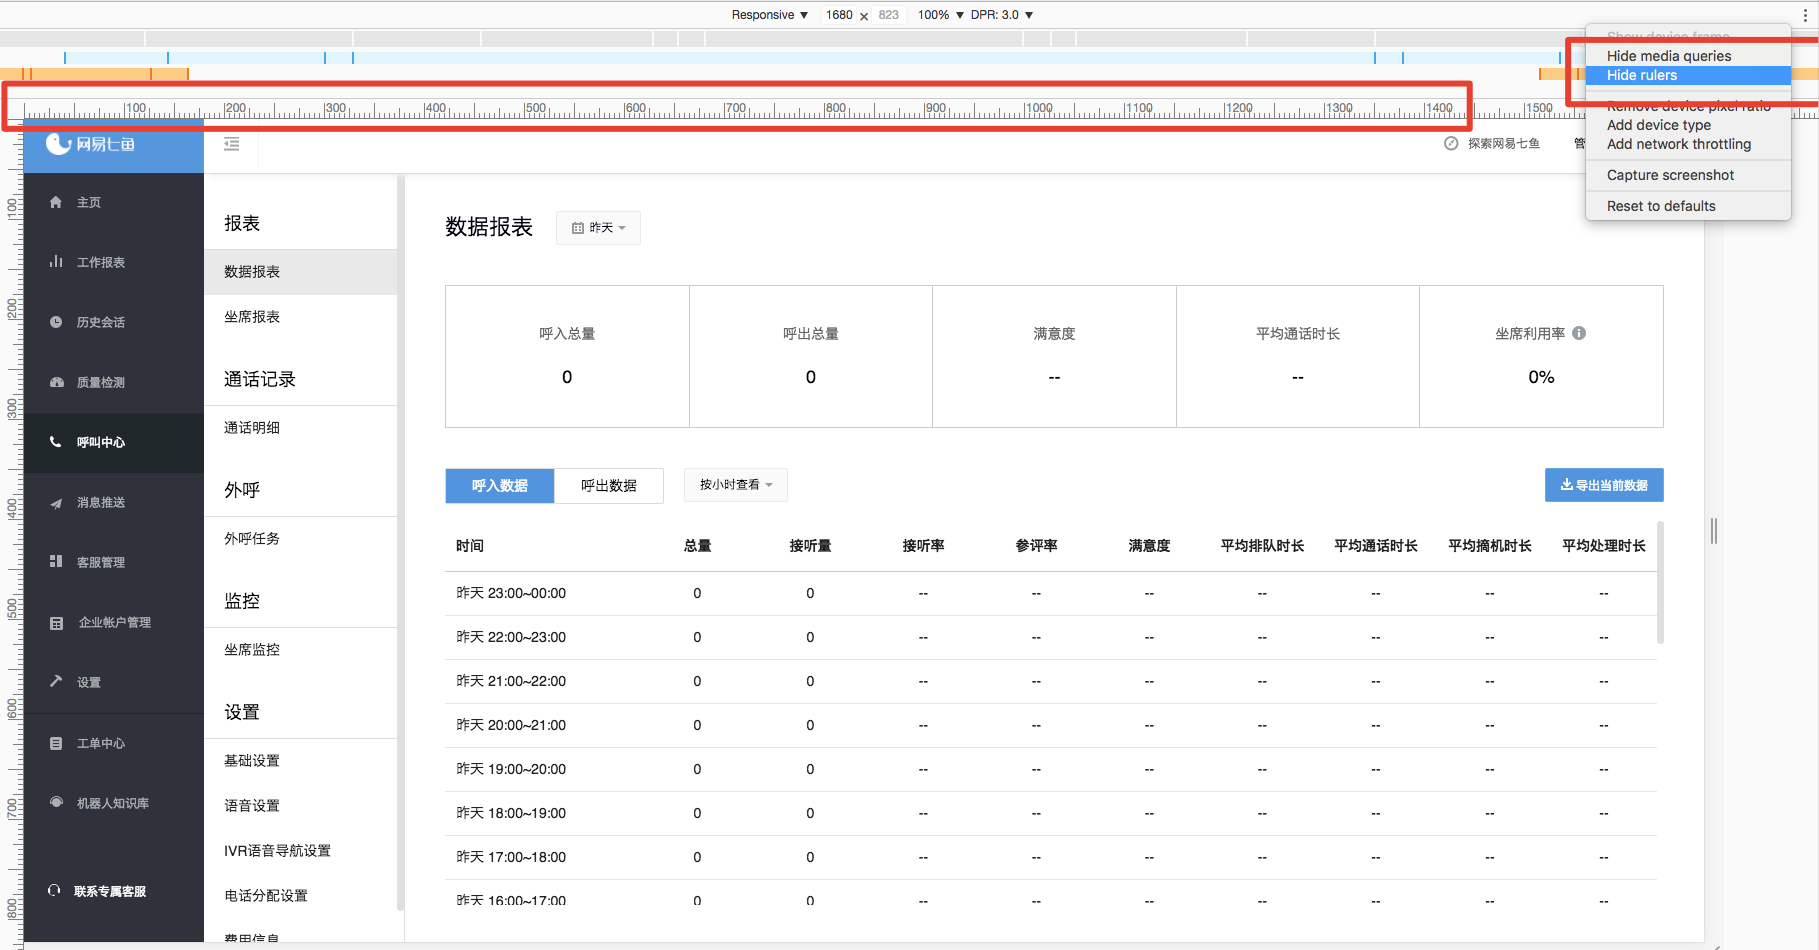 Responsive ▼ 1680 × 823 100% ▼ DPR: 3.0 ▼
Show device frame
Hide media queries
Hide rulers
Remove device pixel ratio
Add device type
Add network throttling
Capture screenshot
Reset to defaults
100 200 300 400 500 600 700 800 900 1000 1100 1200 1300 1400 1500
100
200
300
400
500
600
700
800
网易七鱼
探索网易七鱼 管
主页
工作报表
历史会话
质量检测
呼叫中心
消息推送
客服管理
企业帐户管理
设置
工单中心
机器人知识库
联系专属客服
报表
数据报表
坐席报表
通话记录
通话明细
外呼
外呼任务
监控
坐席监控
设置
基础设置
语音设置
IVR语音导航设置
电话分配设置
费用信息
数据报表 昨天
呼入总量 呼出总量 满意度 平均通话时长 坐席利用率
0 0 -- -- 0%
呼入数据 呼出数据 按小时查看 导出当前数据
时间 总量 接听量 接听率 参评率 满意度 平均排队时长 平均通话时长 平均摘机时长 平均处理时长
昨天 23:00~00:00 0 0 -- -- -- -- -- -- --
昨天 22:00~23:00 0 0 -- -- -- -- -- -- --
昨天 21:00~22:00 0 0 -- -- -- -- -- -- --
昨天 20:00~21:00 0 0 -- -- -- -- -- -- --
昨天 19:00~20:00 0 0 -- -- -- -- -- -- --
昨天 18:00~19:00 0 0 -- -- -- -- -- -- --
昨天 17:00~18:00 0 0 -- -- -- -- -- -- --
昨天 16:00~17:00 0 0 -- -- -- -- -- -- --